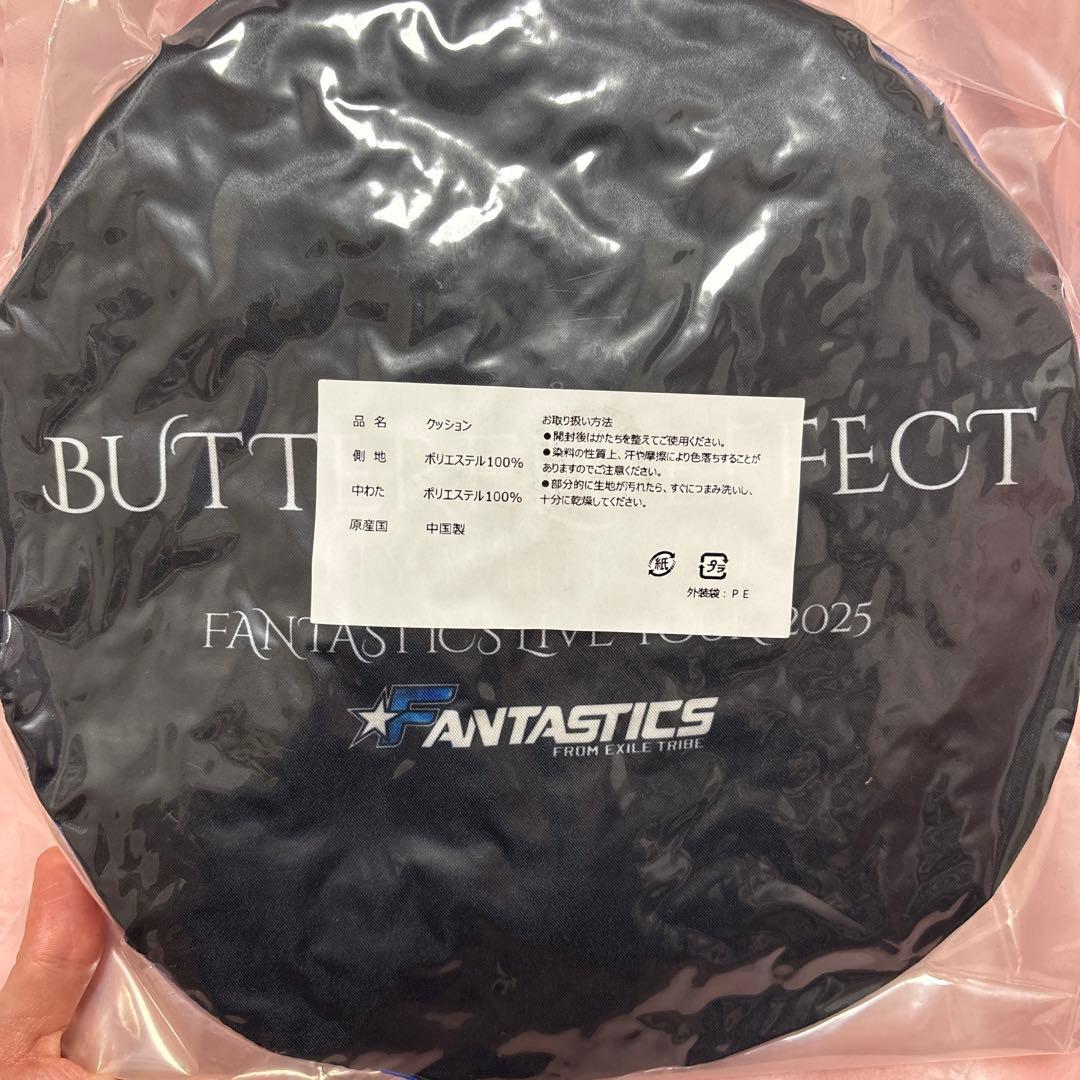 BUTT FECT
品名 クッション
側地 ポリエステル100%
中わた ポリエステル100%
原産国 中国製
お取り扱い方法
●開封後はかたちを整えてご使用ください。
●染料の性質上、汗や摩擦により色落ちすることが
ありますのでご注意ください。
●部分的に生地が汚れたら、すぐにつまみ洗いし、
十分に乾燥してください。
紙 プラ
外装袋：PE
FANTASTICS LIVE TOUR 2025
FANTASTICS
FROM EXILE TRIBE